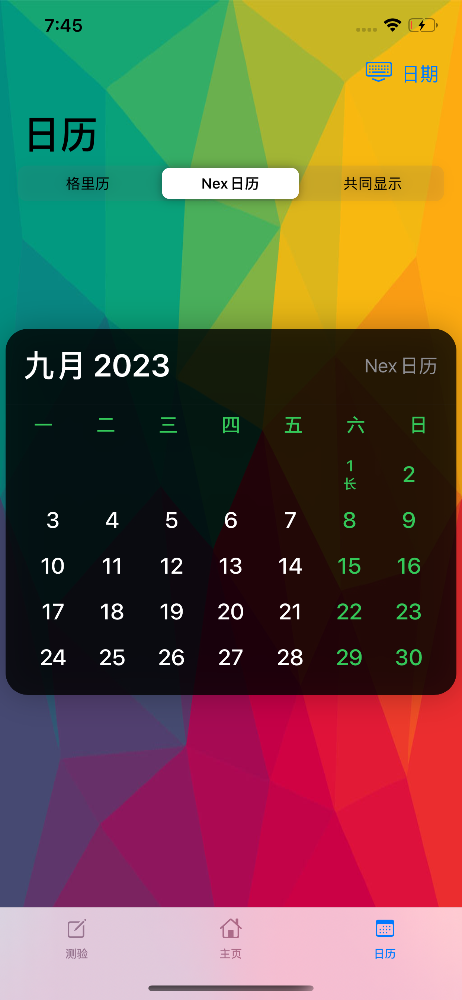 7:45
日期
日历
格里历 Nex 日历 共同显示
九月 2023 Nex 日历
一 二 三 四 五 六 日
1 2
长
3 4 5 6 7 8 9
10 11 12 13 14 15 16
17 18 19 20 21 22 23
24 25 26 27 28 29 30
测验 主页 日历